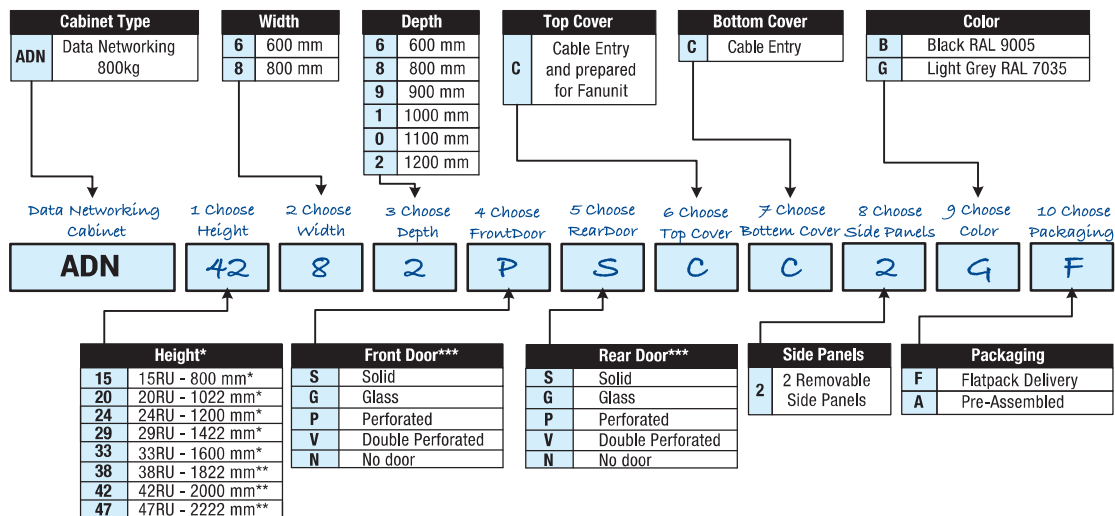 Cabinet Type
ADN Data Networking
800kg
Width
6 600 mm
8 800 mm
Depth
6 600 mm
8 800 mm
9 900 mm
1 1000 mm
0 1100 mm
2 1200 mm
Top Cover
C Cable Entry
and prepared
for Fanunit
Bottom Cover
C Cable Entry
Color
B Black RAL 9005
G Light Grey RAL 7035
Data Networking
Cabinet
1 Choose
Height
2 Choose
Width
3 Choose
Depth
4 Choose
FrontDoor
5 Choose
RearDoor
6 Choose
Top Cover
7 Choose
Bottem Cover
8 Choose
Side Panels
9 Choose
Color
10 Choose
Packaging
ADN 42 8 2 P S C C 2 G F
Height*
15 15RU - 800 mm*
20 20RU - 1022 mm*
24 24RU - 1200 mm*
29 29RU - 1422 mm*
33 33RU - 1600 mm*
38 38RU - 1822 mm**
42 42RU - 2000 mm**
47 47RU - 2222 mm**
Front Door***
S Solid
G Glass
P Perforated
V Double Perforated
N No door
Rear Door***
S Solid
G Glass
P Perforated
V Double Perforated
N No door
Side Panels
2 2 Removable
Side Panels
Packaging
F Flatpack Delivery
A Pre-Assembled